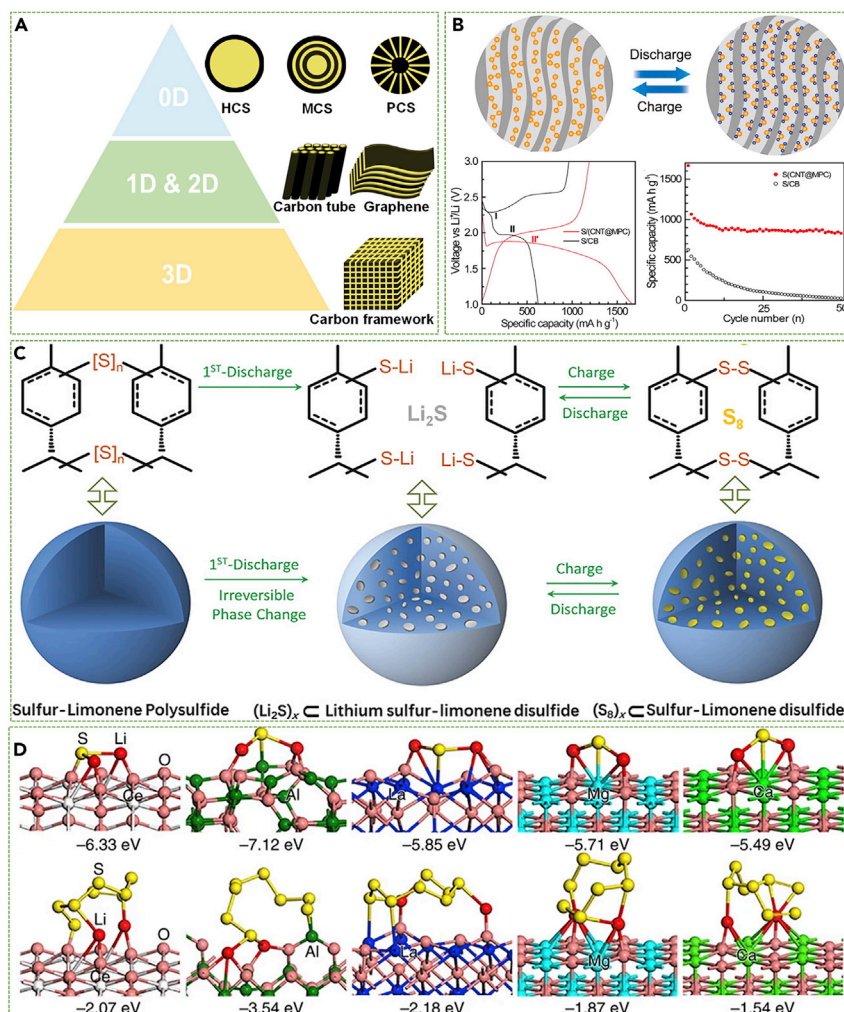 A
0D
HCS
MCS
PCS
1D & 2D
Carbon tube
Graphene
3D
Carbon framework
B
Discharge
Charge
3.0
2.5
2.0
1.5
1.0
Voltage vs Li⁺/Li (V)
I
II
II'
S/(CNT@MPC)
S/CB
0 500 1000 1500
Specific capacity (mA h g⁻¹)
1500
1000
500
0
Specific capacity (mA h g⁻¹)
S(CNT@MPC)
S/CB
0 25 50
Cycle number (n)
C
[S]n
[S]n
1ST-Discharge
S-Li Li-S
Li₂S
S-Li Li-S
Charge
Discharge
S-S
S₈
S-S
1ST-Discharge
Irreversible
Phase Change
Charge
Discharge
Sulfur-Limonene Polysulfide
(Li₂S)x ⊂ Lithium sulfur-limonene disulfide
(S₈)x ⊂ Sulfur-Limonene disulfide
D
S Li O
Ce Al La Mg Ca
−6.33 eV −7.12 eV −5.85 eV −5.71 eV −5.49 eV
S
Li O
Ce Al La Mg Ca
−2.07 eV −3.54 eV −2.18 eV −1.87 eV −1.54 eV